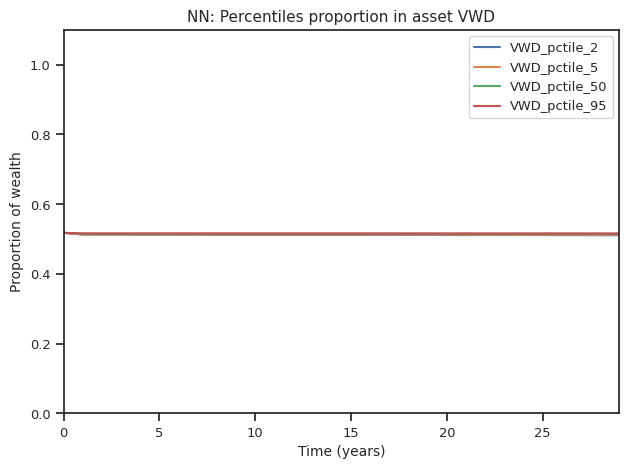 NN: Percentiles proportion in asset VWD
VWD_pctile_2
VWD_pctile_5
VWD_pctile_50
VWD_pctile_95
Proportion of wealth
1.0
0.8
0.6
0.4
0.2
0.0
0 5 10 15 20 25
Time (years)